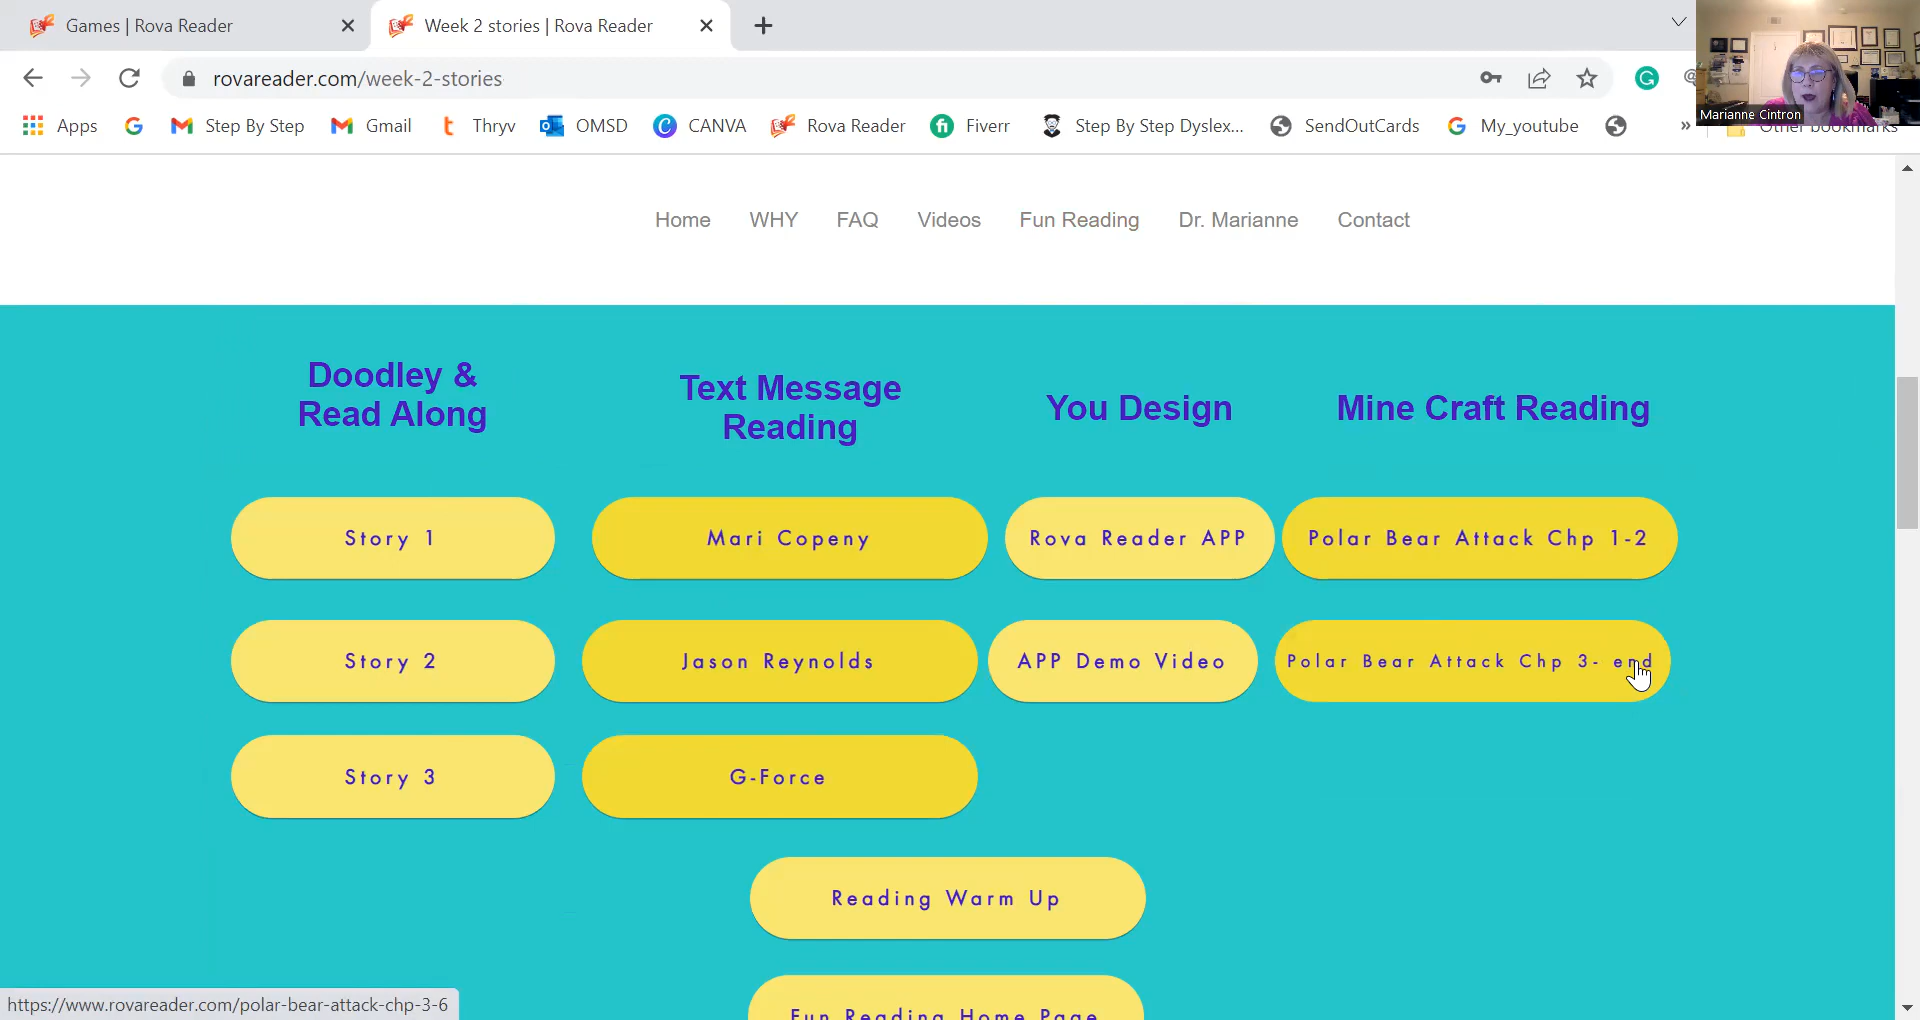 Games | Rova Reader
Week 2 stories | Rova Reader
rovareader.com/week-2-stories
Apps
Step By Step
Gmail
Thryv
OMSD
CANVA
Rova Reader
Fiverr
Step By Step Dyslex...
SendOutCards
My_youtube
»
Other bookmarks
Marianne Cintron
Home WHY FAQ Videos Fun Reading Dr. Marianne Contact
Doodley &
Read Along
Text Message
Reading
You Design
Mine Craft Reading
Story 1
Mari Copeny
Rova Reader APP
Polar Bear Attack Chp 1-2
Story 2
Jason Reynolds
APP Demo Video
Polar Bear Attack Chp 3- end
Story 3
G-Force
Reading Warm Up
Fun Reading Home Page
https://www.rovareader.com/polar-bear-attack-chp-3-6